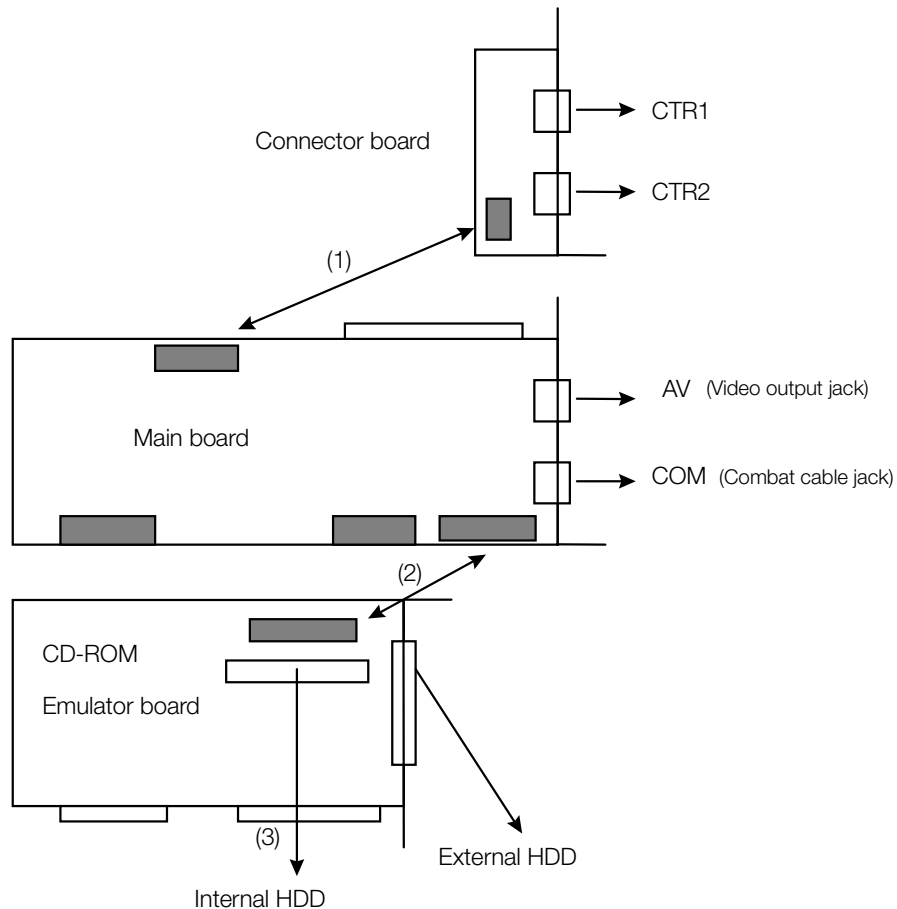 CTR1
Connector board
CTR2
(1)
AV (Video output jack)
Main board
COM (Combat cable jack)
(2)
CD-ROM
Emulator board
(3)
External HDD
Internal HDD